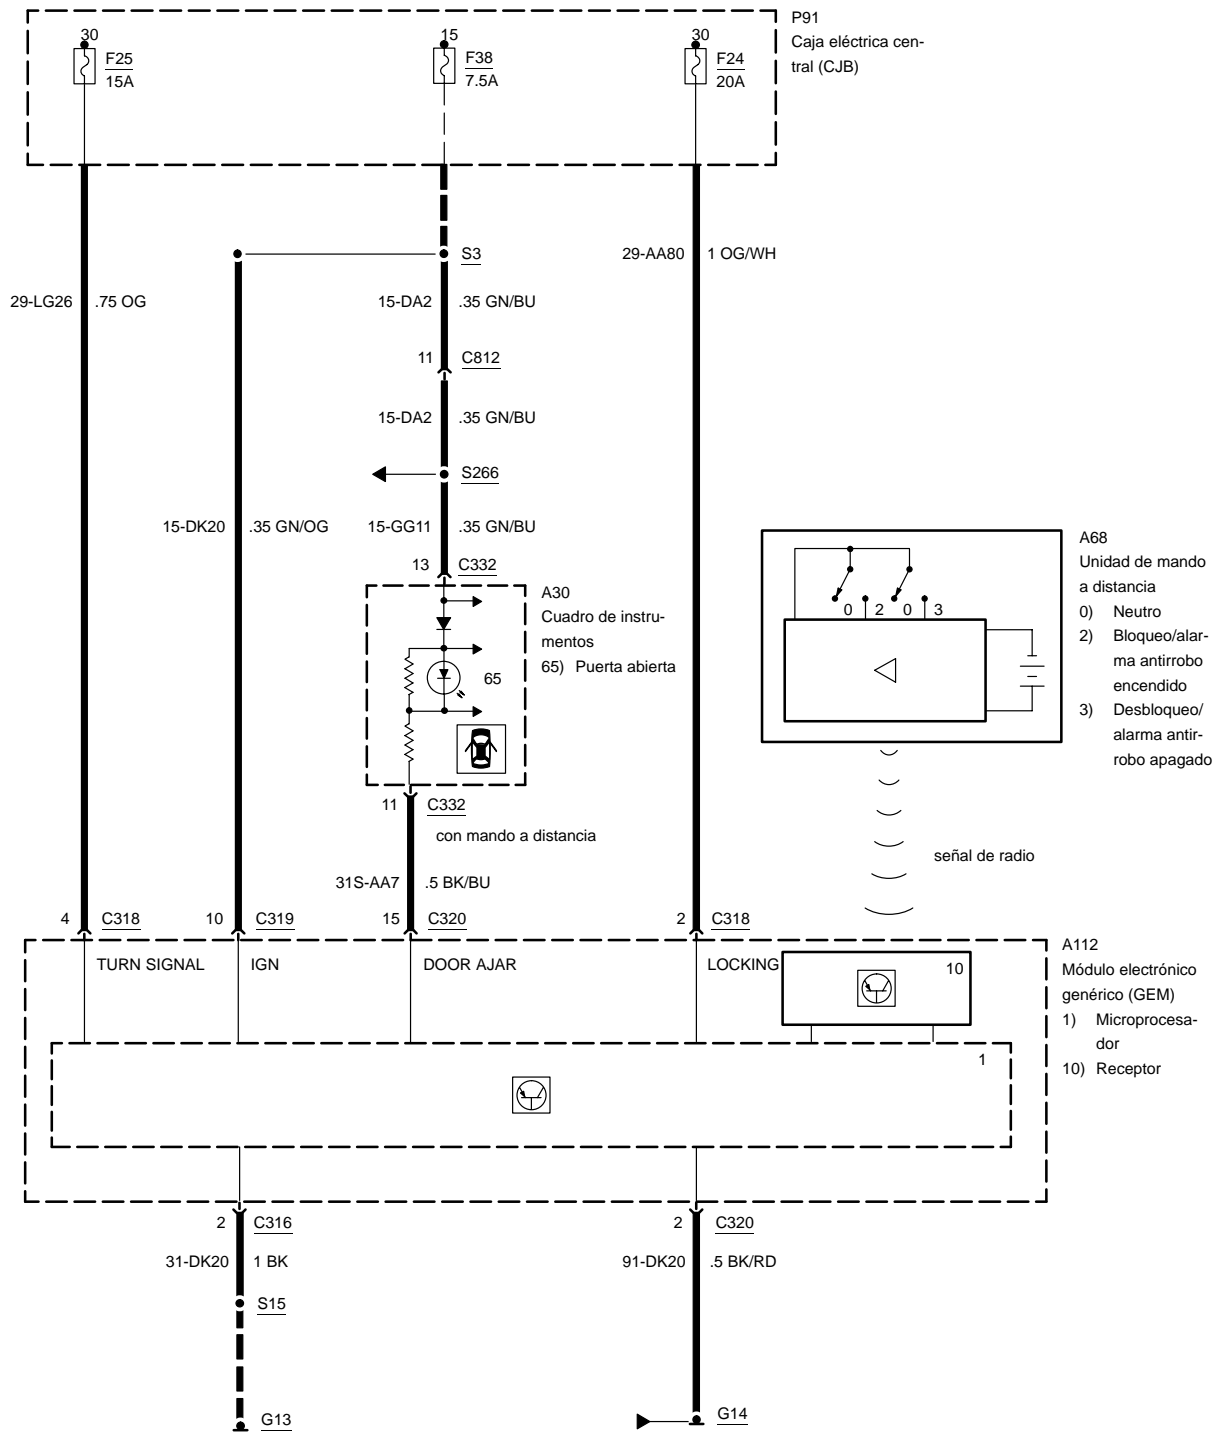 P91
Caja eléctrica cen-
tral (CJB)
30
F25
15A
15
F38
7.5A
30
F24
20A
S3
29-AA80
1 OG/WH
29-LG26
.75 OG
15-DA2
.35 GN/BU
11
C812
15-DA2
.35 GN/BU
S266
15-DK20
.35 GN/OG
15-GG11
.35 GN/BU
13
C332
A30
Cuadro de instru-
mentos
65) Puerta abierta
65
A68
Unidad de mando
a distancia
0) Neutro
2) Bloqueo/alar-
ma antirrobo
encendido
3) Desbloqueo/
alarma antir-
robo apagado
0
2
0
3
11
C332
con mando a distancia
señal de radio
31S-AA7
.5 BK/BU
4
C318
10
C319
15
C320
2
C318
TURN SIGNAL
IGN
DOOR AJAR
LOCKING
10
A112
Módulo electrónico
genérico (GEM)
1) Microprocesa-
dor
10) Receptor
1
2
C316
2
C320
31-DK20
1 BK
91-DK20
.5 BK/RD
S15
G13
G14